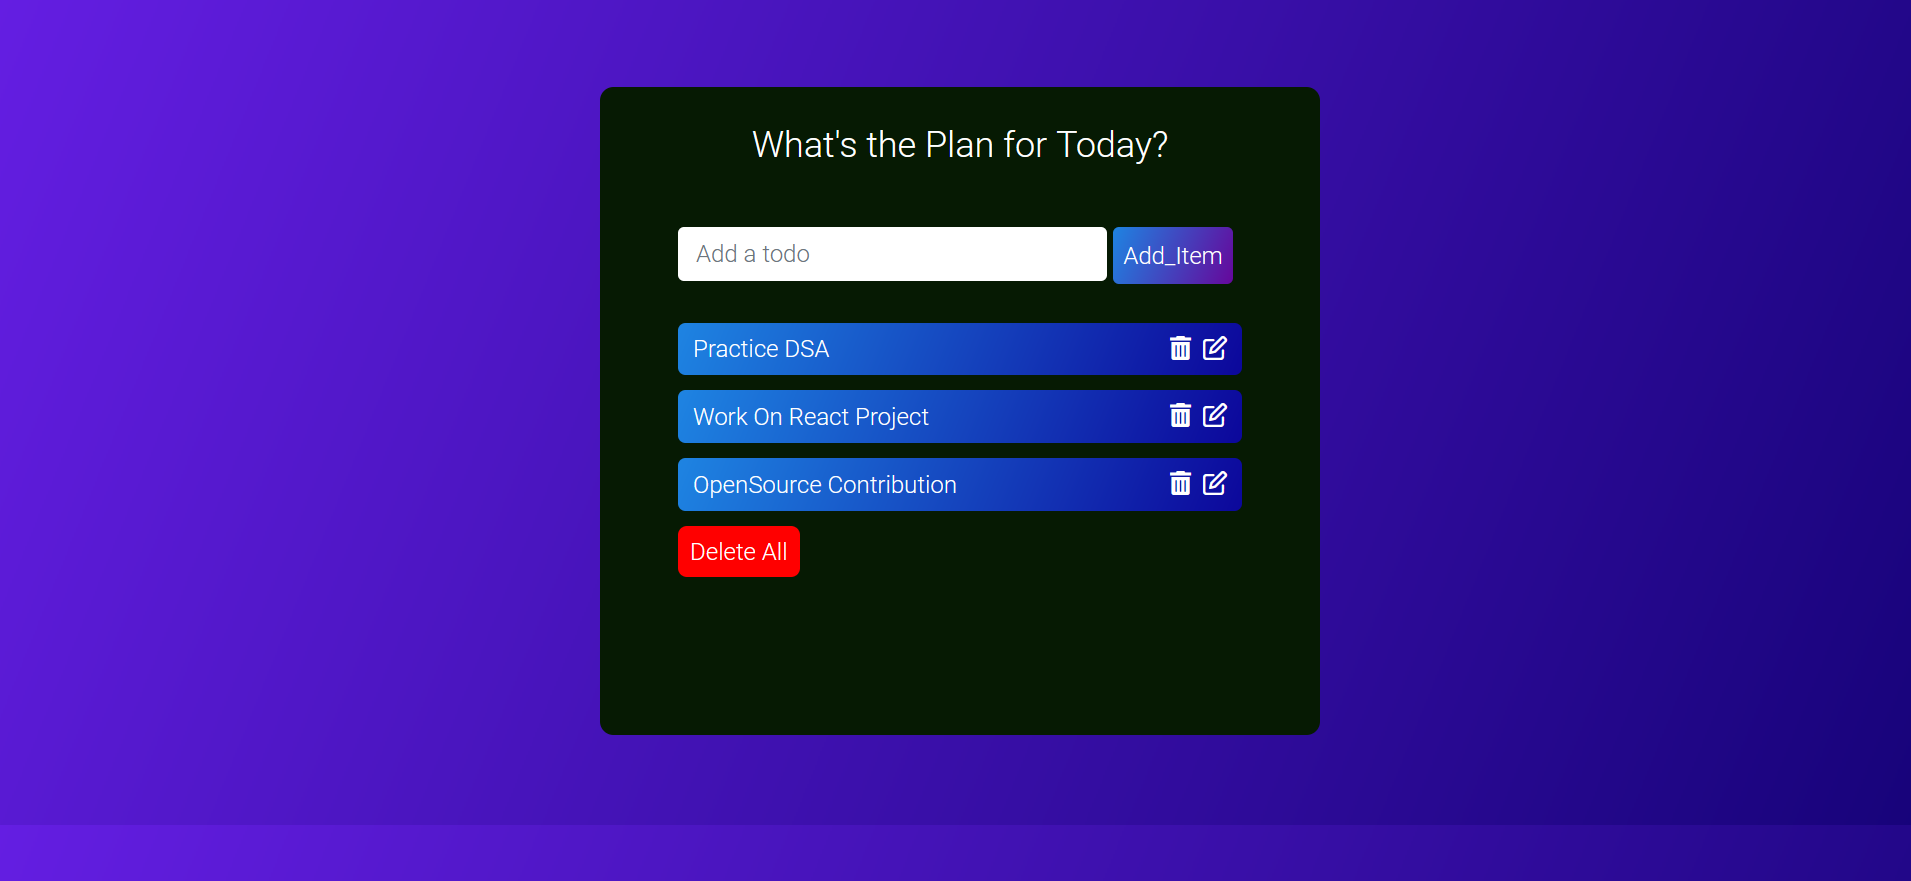 What's the Plan for Today?
Add a todo
Add_Item
Practice DSA
Work On React Project
OpenSource Contribution
Delete All